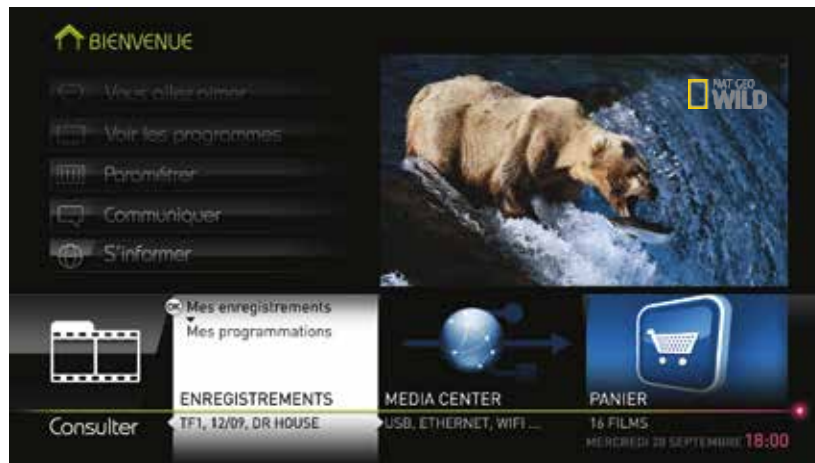 BIENVENUE
Vous allez aimer
Voir les programmes
Paramétrer
Communiquer
S'informer
NAT GEO
WILD
OK Mes enregistrements
Mes programmations
ENREGISTREMENTS
TF1, 12/09, DR HOUSE
MEDIA CENTER
USB, ETHERNET, WIFI ...
PANIER
16 FILMS
Consulter
MERCREDI 28 SEPTEMBRE 18:00